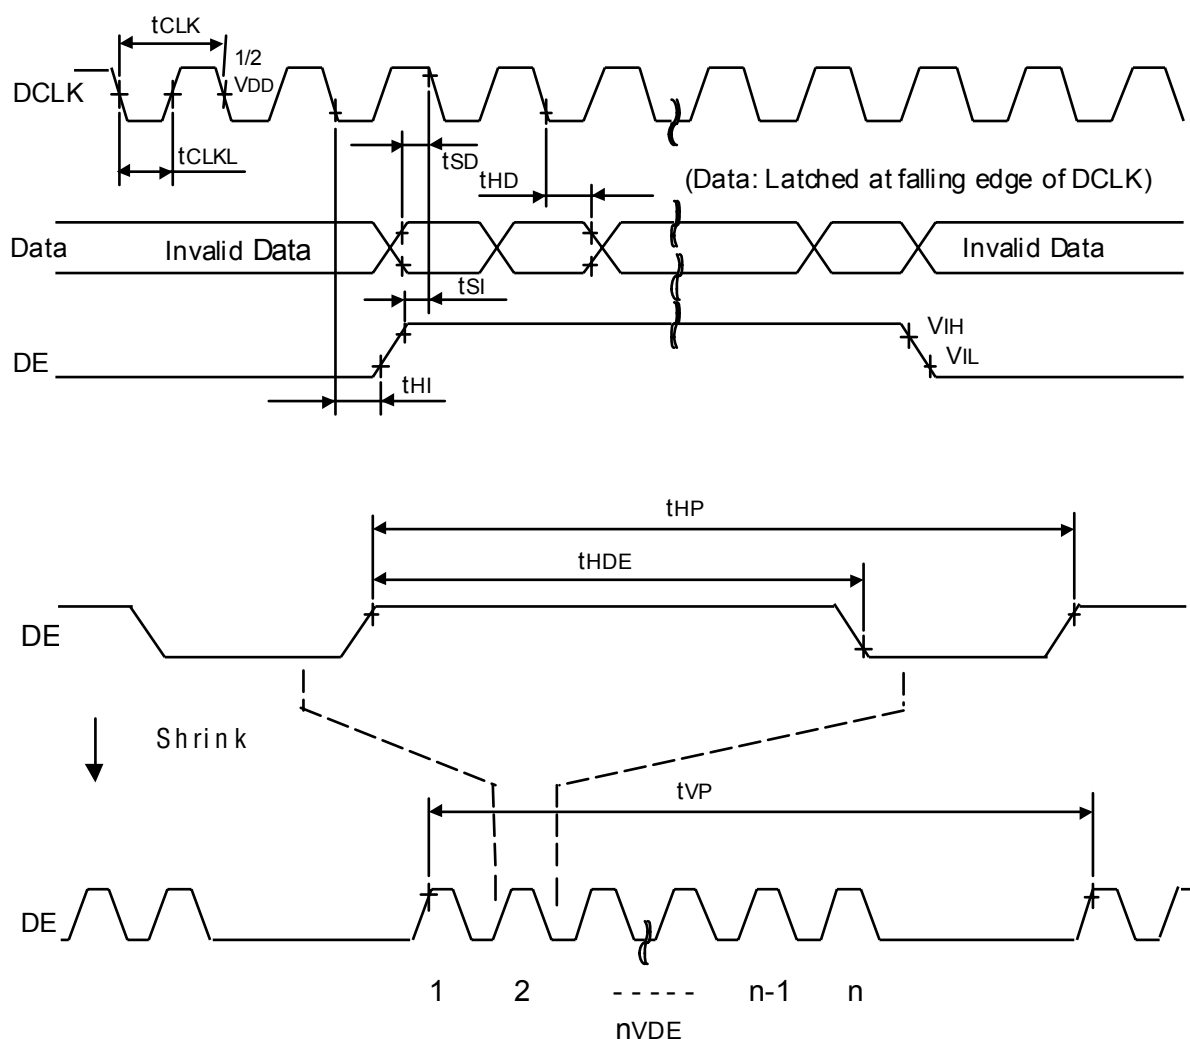 tCLK
1/2
VDD
DCLK
tCLKL
tSD
tHD
(Data: Latched at falling edge of DCLK)
Data
Invalid Data
Invalid Data
tSI
VIH
DE
VIL
tHI
tHP
tHDE
DE
Shrink
tVP
DE
1 2 ----- n-1 n
nVDE